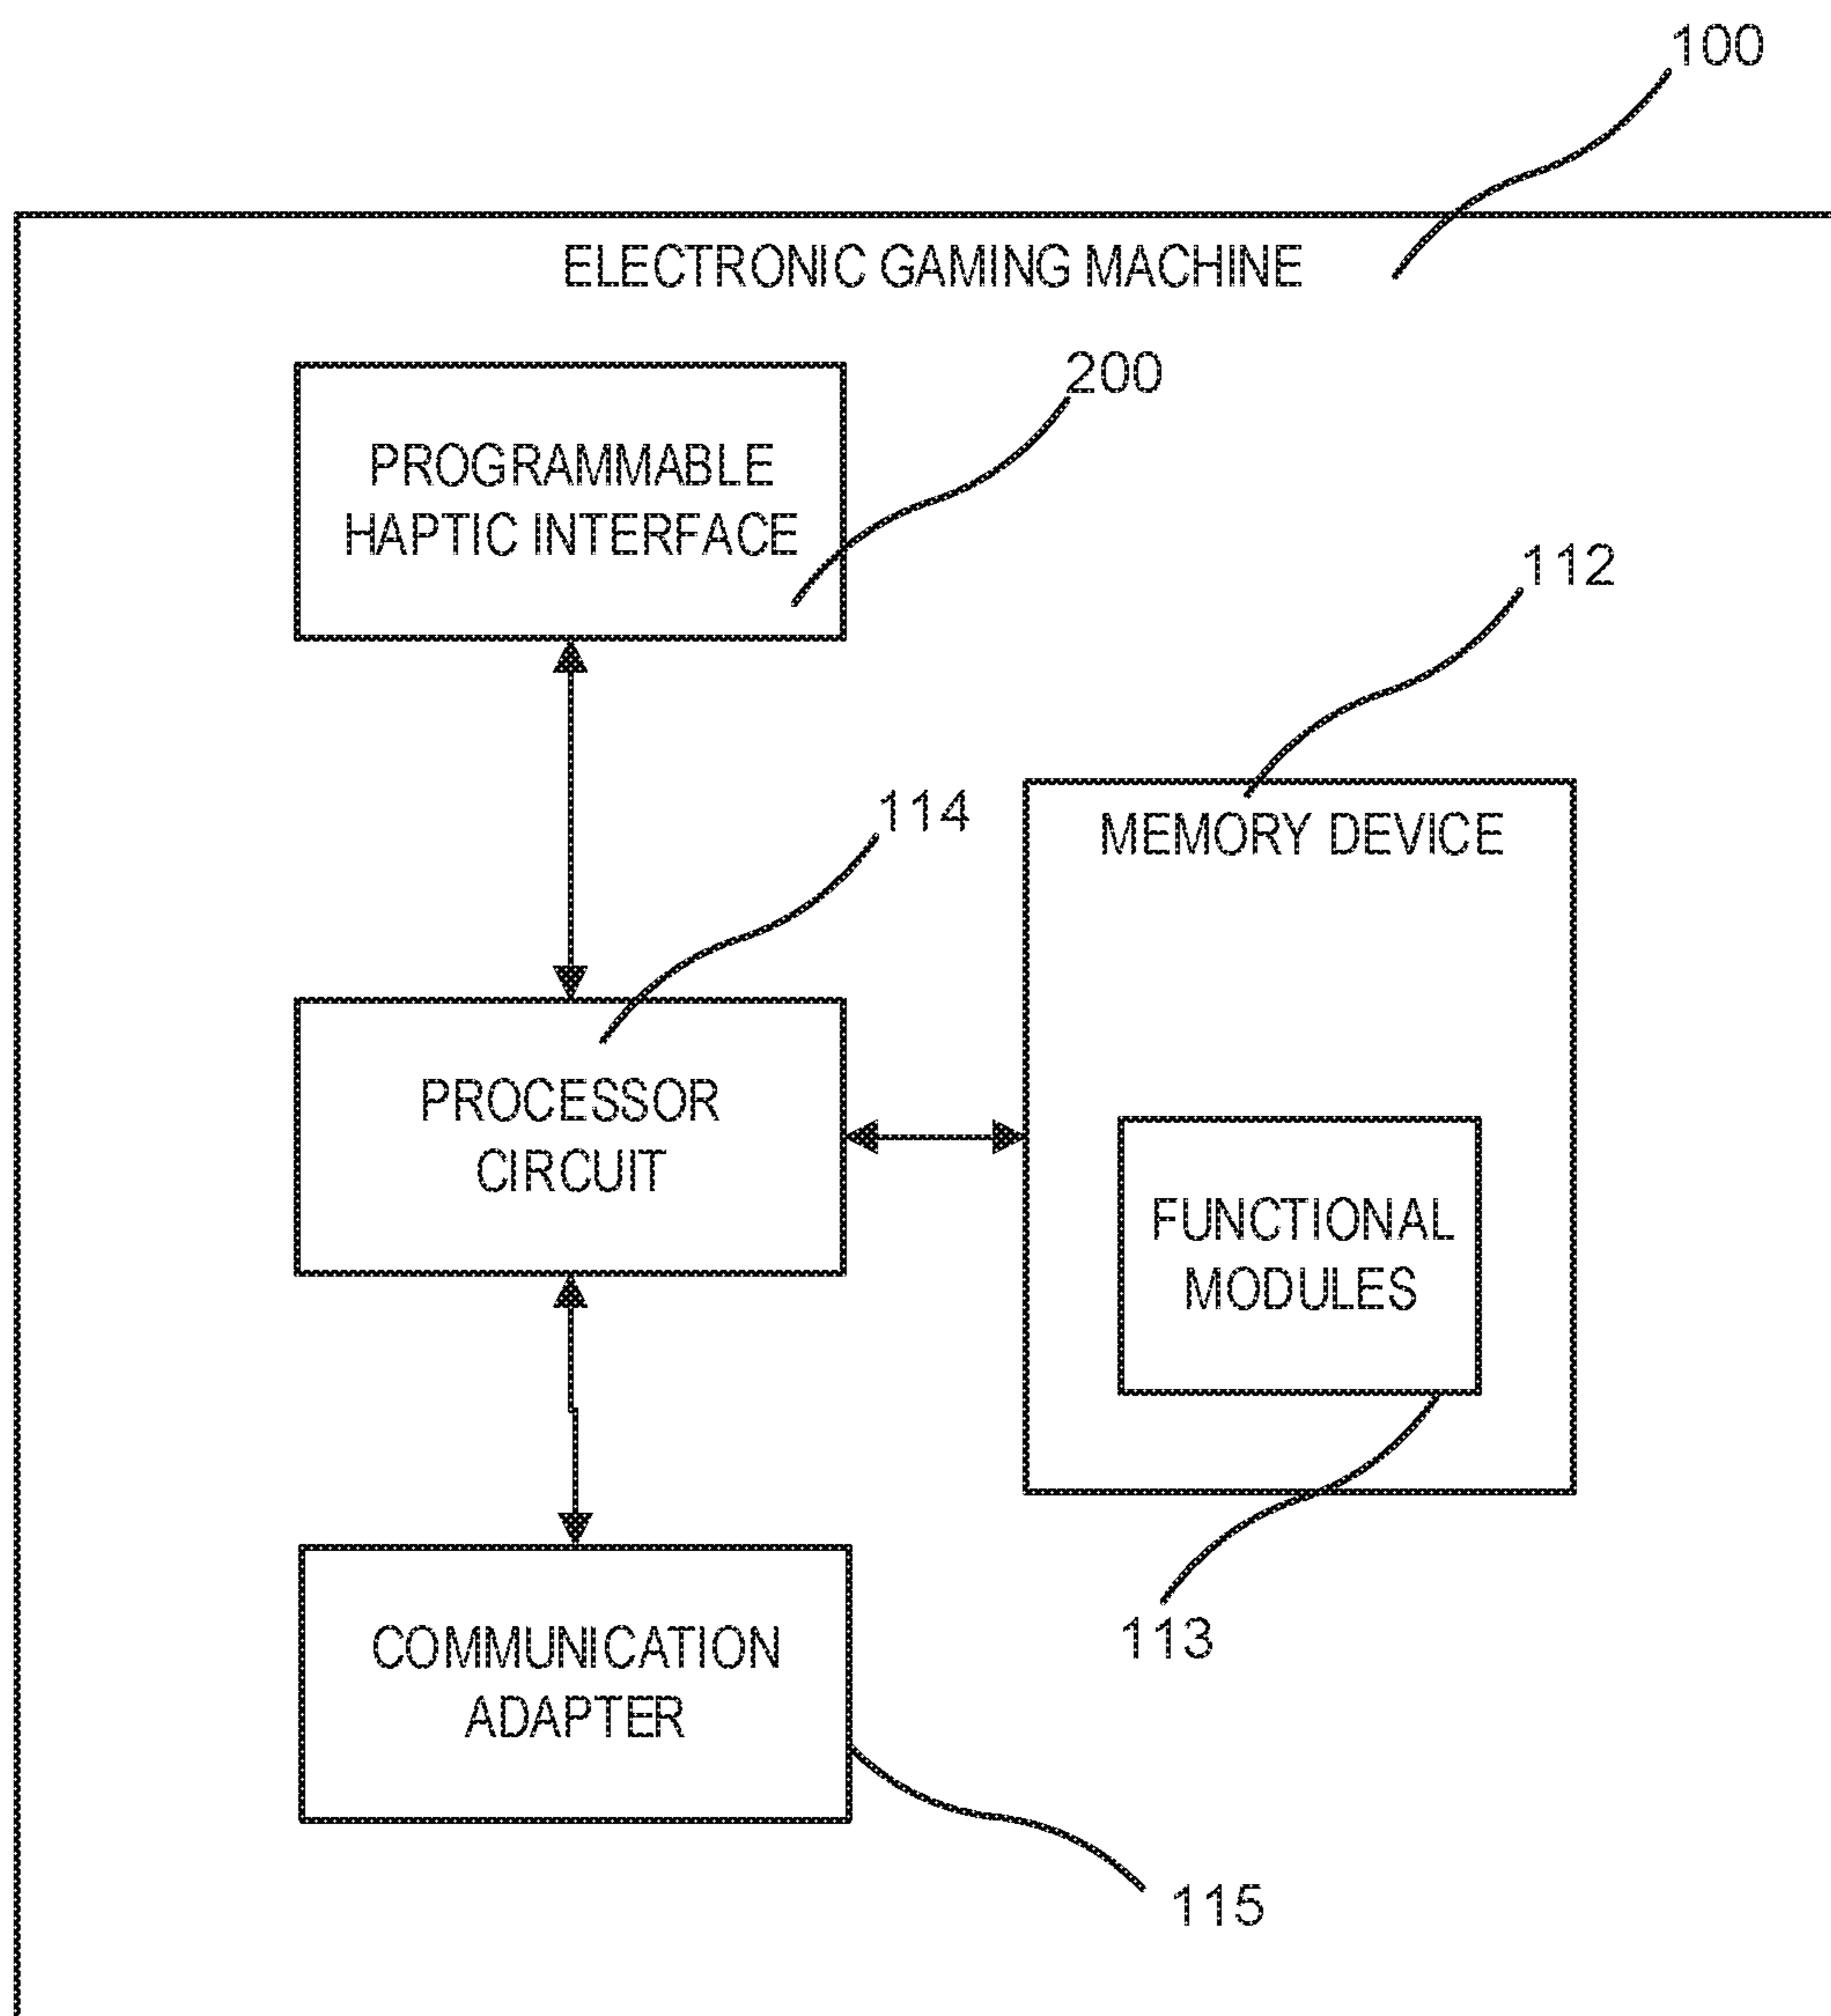 100
ELECTRONIC GAMING MACHINE
200
PROGRAMMABLE
HAPTIC INTERFACE
112
114
MEMORY DEVICE
PROCESSOR
CIRCUIT
FUNCTIONAL
MODULES
113
COMMUNICATION
ADAPTER
115